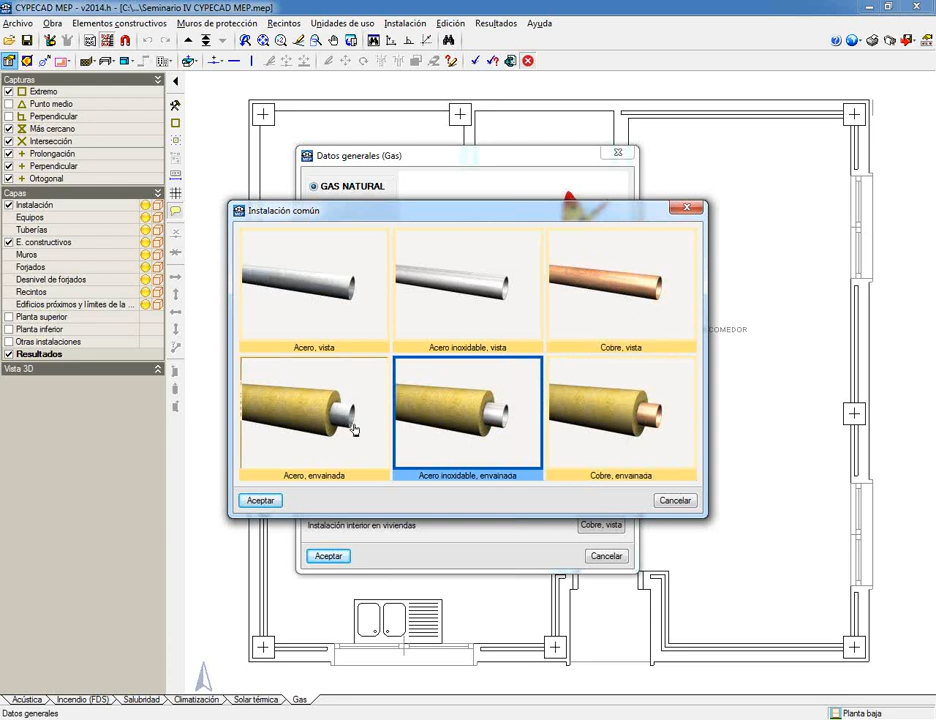 CYPECAD MEP - v2014.h - [C:\...\Seminario IV CYPECAD MEP.mep]
Archivo Obra Elementos constructivos Muros de protección Recintos Unidades de uso Instalación Edición Resultados Ayuda
Capturas
Extremo
Punto medio
Perpendicular
Más cercano
Intersección
Prolongación
Perpendicular
Ortogonal
Capas
Instalación
Equipos
Tuberías
E. constructivos
Muros
Forjados
Desnivel de forjados
Recintos
Edificios próximos y límites de la ...
Planta superior
Planta inferior
Otras instalaciones
Resultados
Vista 3D
Datos generales (Gas)
GAS NATURAL
Instalación común
Acero, vista
Acero inoxidable, vista
Cobre, vista
Acero, envainada
Acero inoxidable, envainada
Cobre, envainada
Aceptar
Cancelar
COMEDOR
Instalación interior en viviendas
Cobre, vista
Aceptar
Cancelar
Acústica Incendio (FDS) Salubridad Climatización Solar térmica Gas
Datos generales
Planta baja